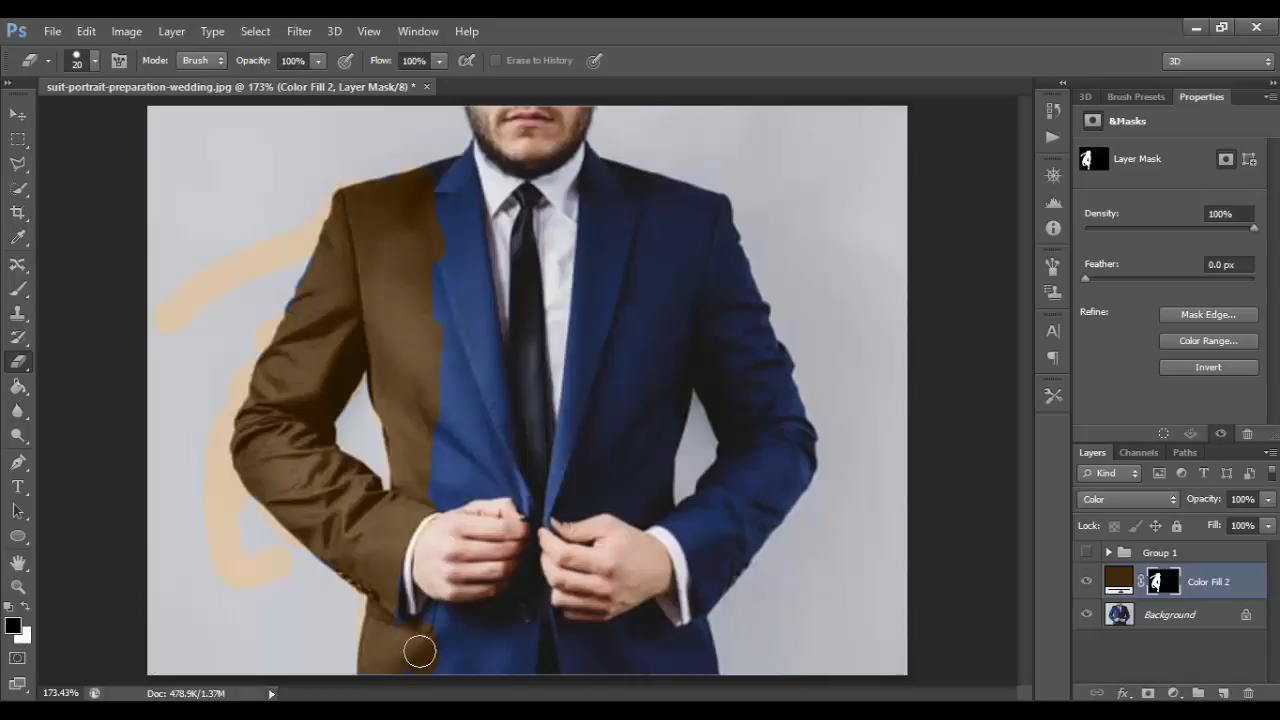 Ps File Edit Image Layer Type Select Filter 3D View Window Help
20 Mode: Brush Opacity: 100% Flow: 100% Erase to History 3D
suit-portrait-preparation-wedding.jpg @ 173% (Color Fill 2, Layer Mask/8) *
3D Brush Presets Properties
&Masks
Layer Mask
Density: 100%
Feather: 0.0 px
Refine: Mask Edge...
Color Range...
Invert
Layers Channels Paths
Kind
Color Opacity: 100%
Lock: Fill: 100%
Group 1
Color Fill 2
Background
173.43% Doc: 478.9K/1.37M